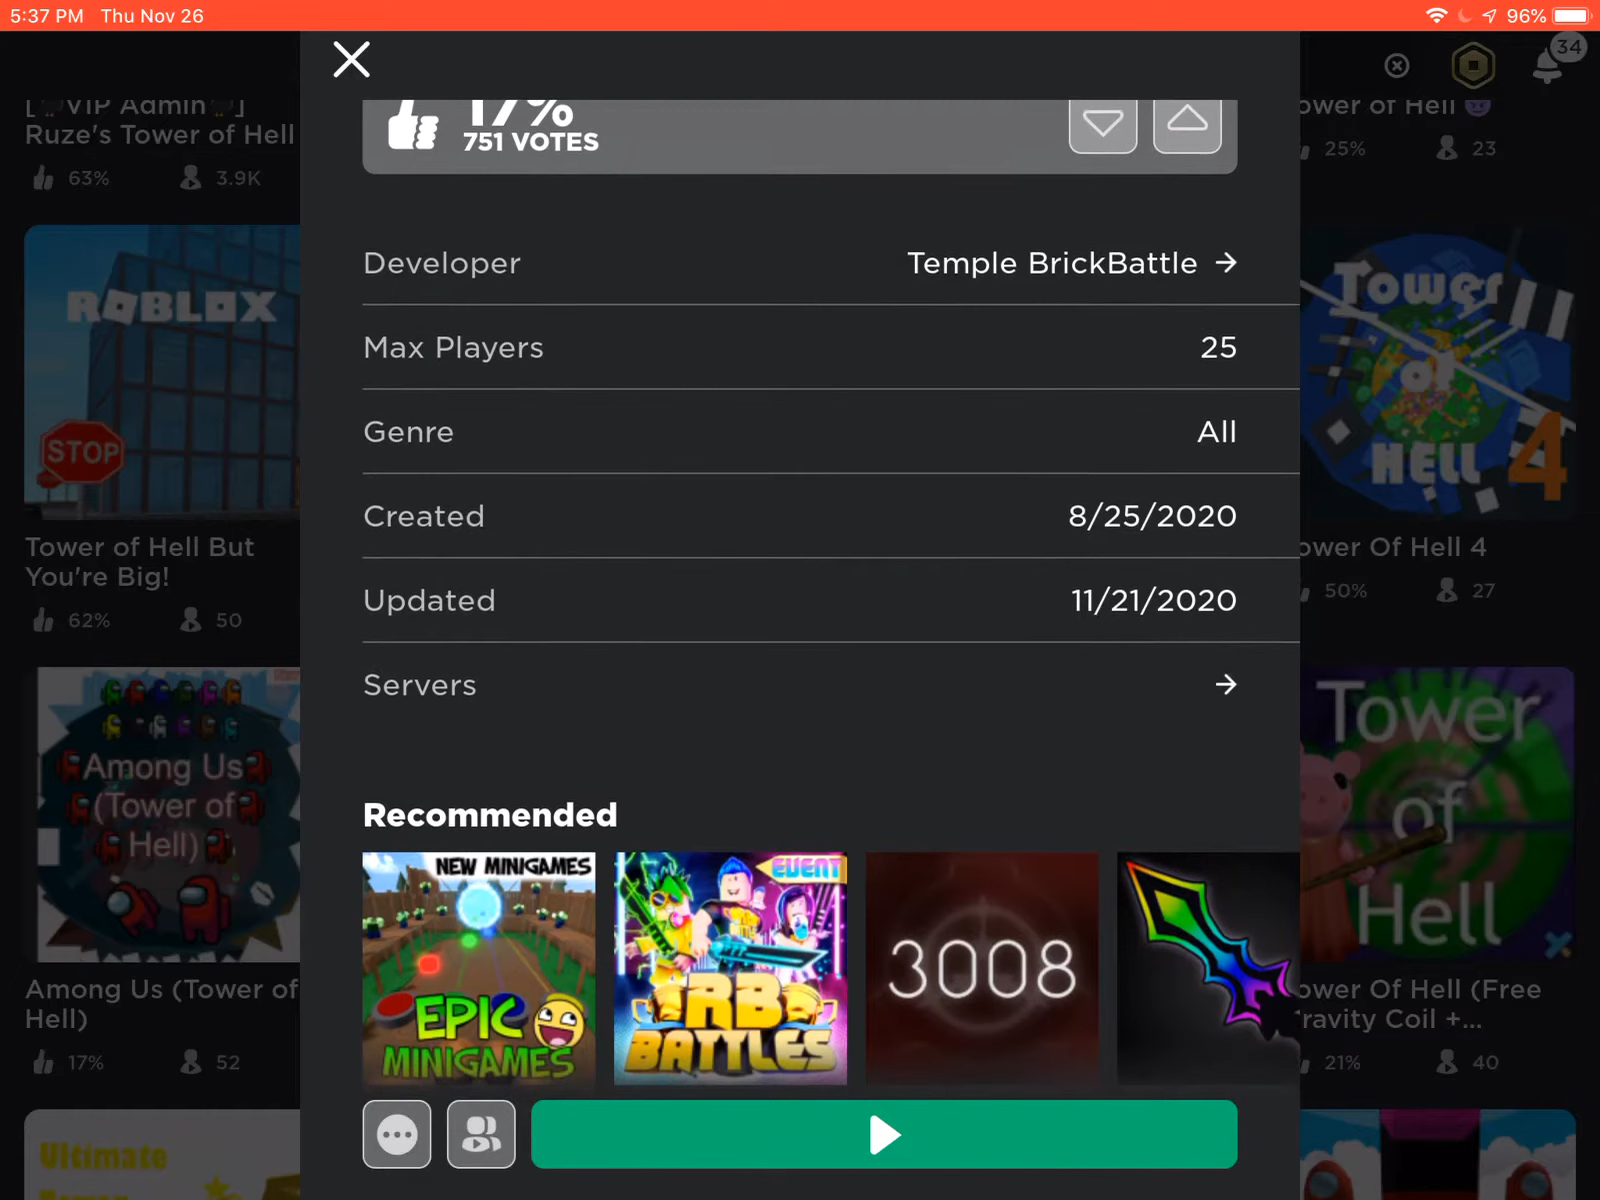 5:37 PM Thu Nov 26
96%
34
[VIP Admin]
Ruze's Tower of Hell
63% 3.9K
ROBLOX
STOP
Tower of Hell But
You're Big!
62% 50
Among Us
(Tower of
Hell)
Among Us (Tower of
Hell)
17% 52
Ultimate
17%
751 VOTES
Developer Temple BrickBattle
Max Players 25
Genre All
Created 8/25/2020
Updated 11/21/2020
Servers
Recommended
NEW MINIGAMES
EPIC
MINIGAMES
EVENT
RB
BATTLES
3008
ower of Hell
25% 23
Tower
of
HELL 4
ower Of Hell 4
50% 27
Tower
of
Hell
ower Of Hell (Free
ravity Coil +...
21% 40